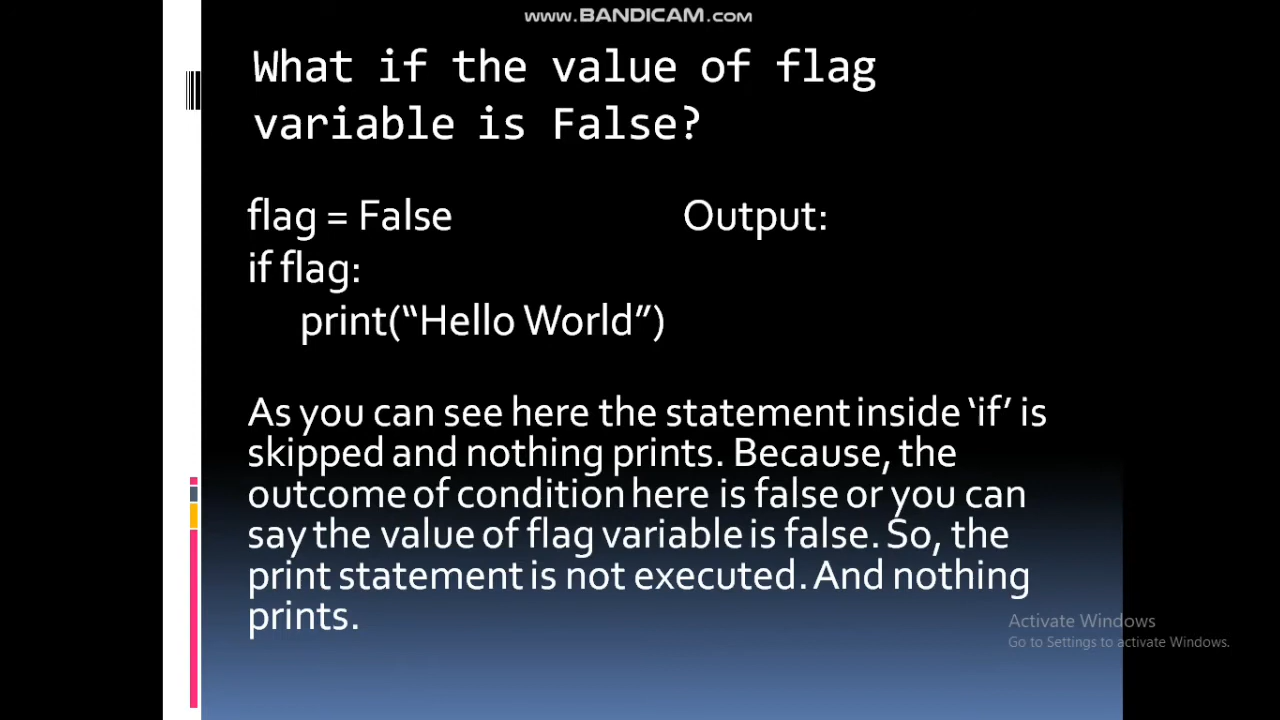 www.BANDICAM.com
What if the value of flag
variable is False?
flag = False Output:
if flag:
print(“Hello World”)
As you can see here the statement inside ‘if’ is
skipped and nothing prints. Because, the
outcome of condition here is false or you can
say the value of flag variable is false. So, the
print statement is not executed. And nothing
prints.
Activate Windows
Go to Settings to activate Windows.